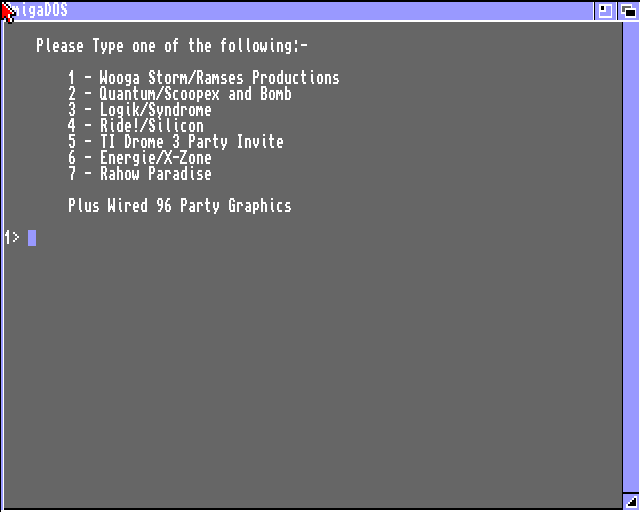 migaDOS
Please Type one of the following:-
1 - Wooga Storm/Ramses Productions
2 - Quantum/Scoopex and Bomb
3 - Logik/Syndrome
4 - Ride!/Silicon
5 - TI Drome 3 Party Invite
6 - Energie/X-Zone
7 - Rahow Paradise
Plus Wired 96 Party Graphics
1>